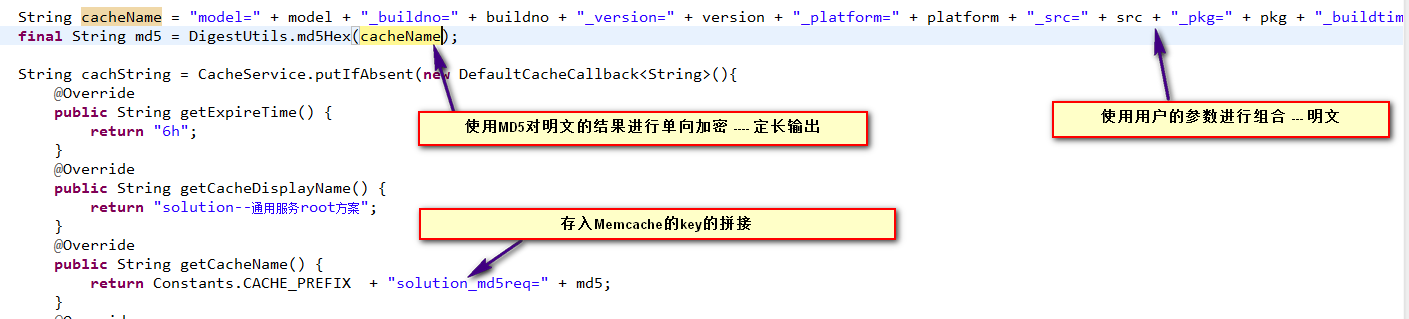 String cacheName = "model=" + model + "_buildno=" + buildno + "_version=" + version + "_platform=" + platform + "_src=" + src + "_pkg=" + pkg + "_buildtim
final String md5 = DigestUtils.md5Hex(cacheName);
String cachString = CacheService.putIfAbsent(new DefaultCacheCallback<String>(){
@Override
public String getExpireTime() {
使用MD5对明文的结果进行单向加密 ---- 定长输出
使用用户的参数进行组合 --- 明文
return "6h";
}
@Override
public String getCacheDisplayName() {
return "solution--通用服务root方案";
}
存入Memcache的key的拼接
@Override
public String getCacheName() {
return Constants.CACHE_PREFIX  + "solution_md5req=" + md5;
}